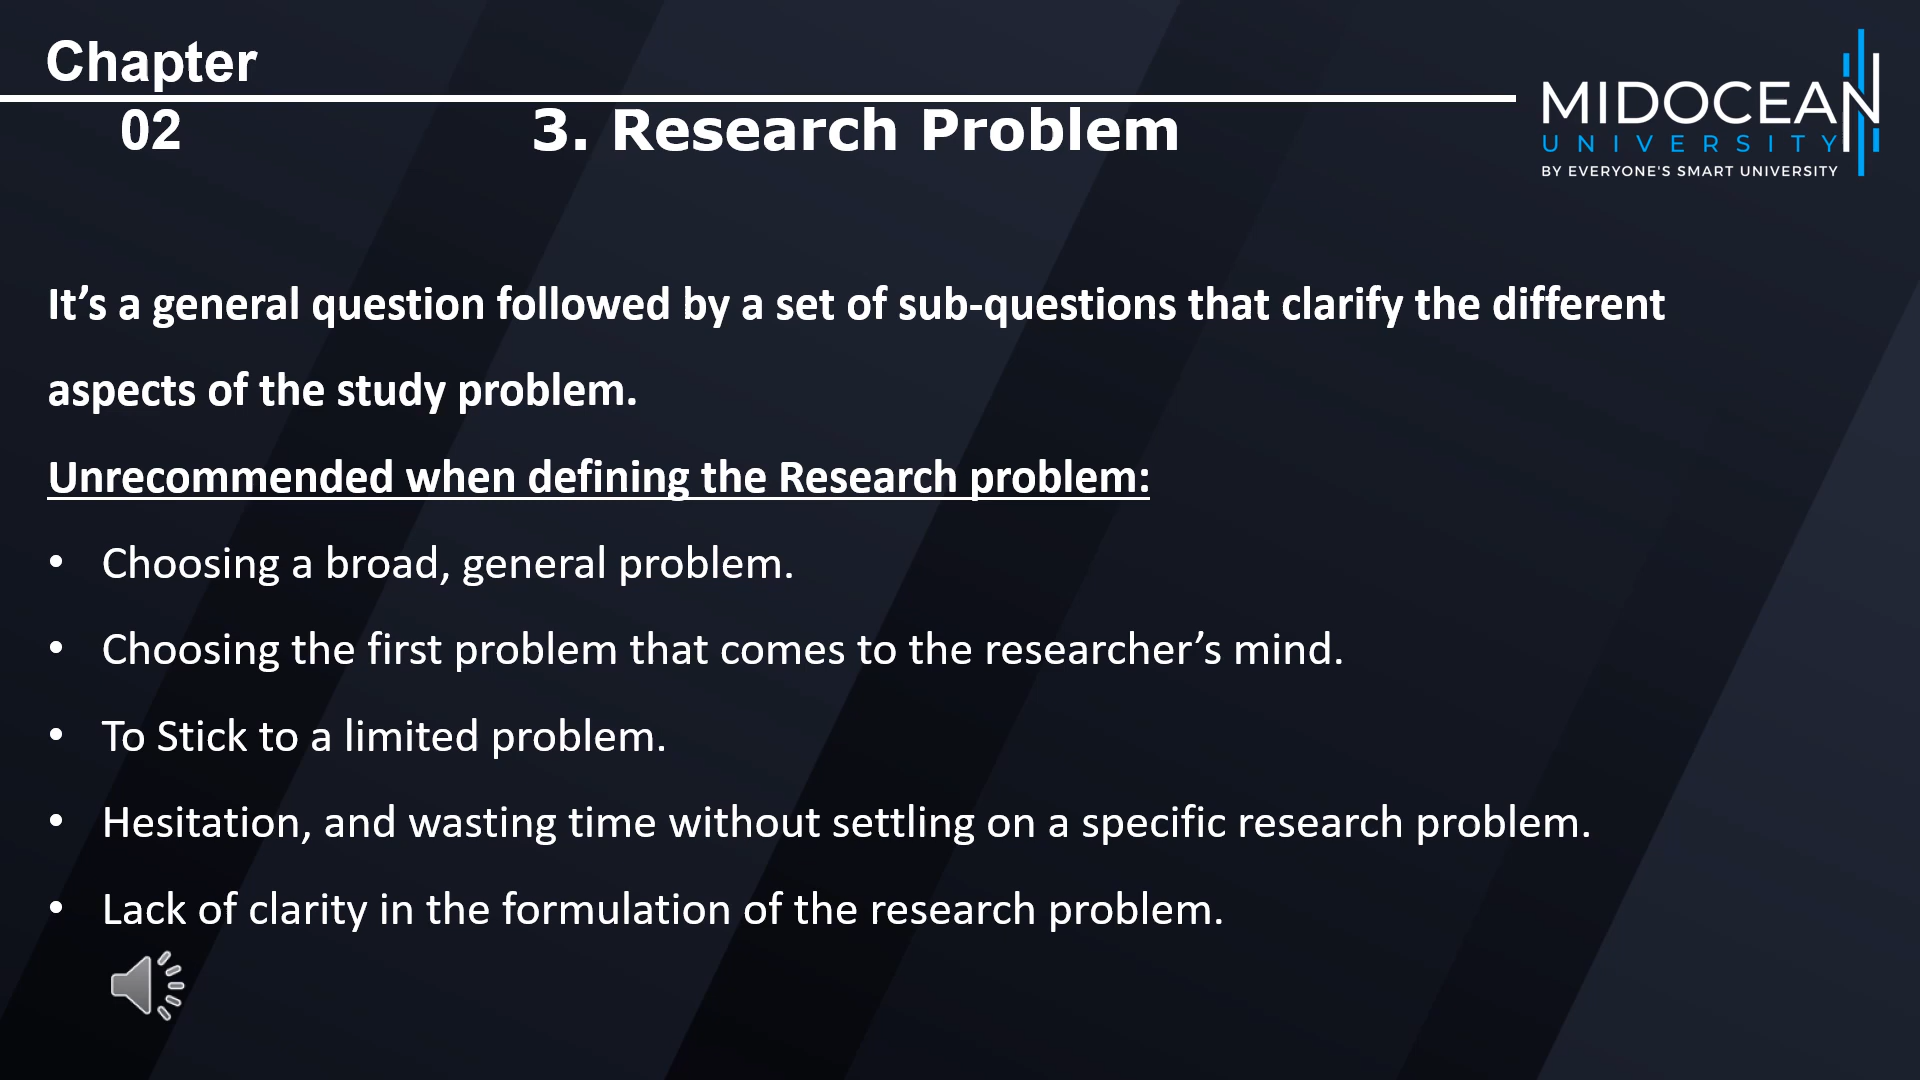 Chapter
02
3. Research Problem
MIDOCEAN
UNIVERSITY
BY EVERYONE'S SMART UNIVERSITY
It’s a general question followed by a set of sub-questions that clarify the different
aspects of the study problem.
Unrecommended when defining the Research problem:
• Choosing a broad, general problem.
• Choosing the first problem that comes to the researcher’s mind.
• To Stick to a limited problem.
• Hesitation, and wasting time without settling on a specific research problem.
• Lack of clarity in the formulation of the research problem.